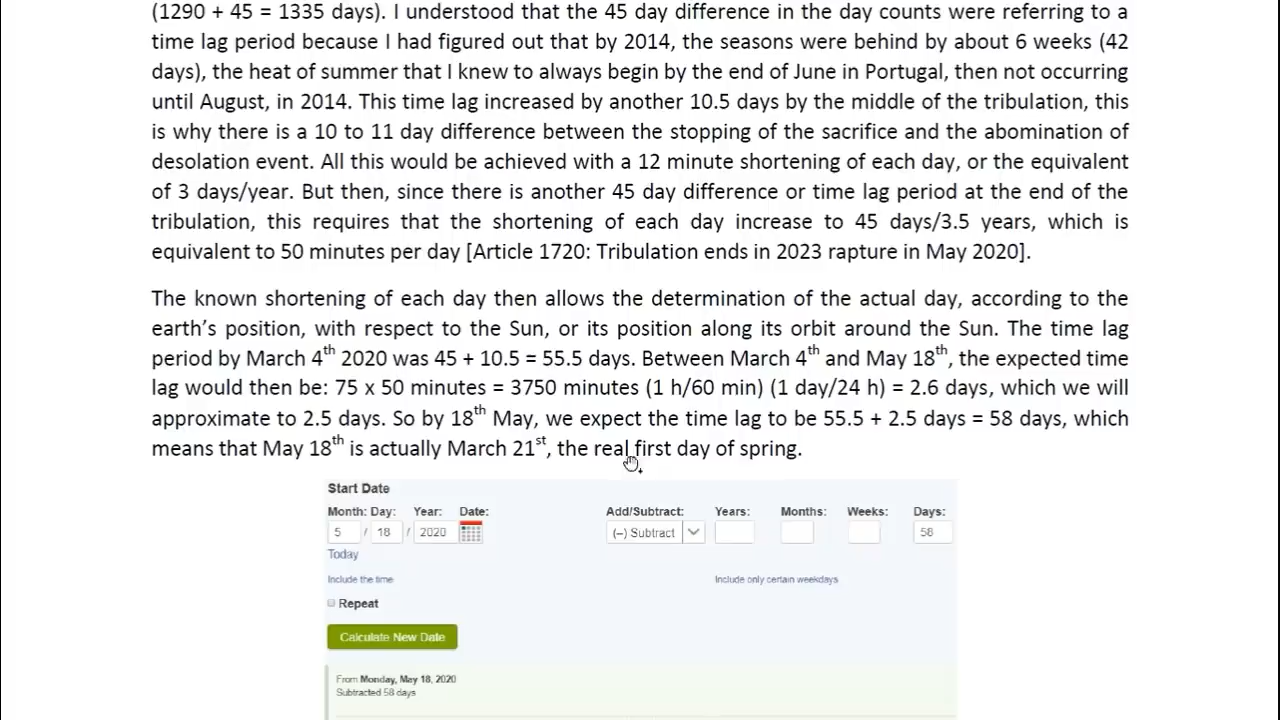 (1290 + 45 = 1335 days). I understood that the 45 day difference in the day counts were referring to a
time lag period because I had figured out that by 2014, the seasons were behind by about 6 weeks (42
days), the heat of summer that I knew to always begin by the end of June in Portugal, then not occurring
until August, in 2014. This time lag increased by another 10.5 days by the middle of the tribulation, this
is why there is a 10 to 11 day difference between the stopping of the sacrifice and the abomination of
desolation event. All this would be achieved with a 12 minute shortening of each day, or the equivalent
of 3 days/year. But then, since there is another 45 day difference or time lag period at the end of the
tribulation, this requires that the shortening of each day increase to 45 days/3.5 years, which is
equivalent to 50 minutes per day [Article 1720: Tribulation ends in 2023 rapture in May 2020].
The known shortening of each day then allows the determination of the actual day, according to the
earth's position, with respect to the Sun, or its position along its orbit around the Sun. The time lag
period by March 4th 2020 was 45 + 10.5 = 55.5 days. Between March 4th and May 18th, the expected time
lag would then be: 75 x 50 minutes = 3750 minutes (1 h/60 min) (1 day/24 h) = 2.6 days, which we will
approximate to 2.5 days. So by 18th May, we expect the time lag to be 55.5 + 2.5 days = 58 days, which
means that May 18th is actually March 21st, the real first day of spring.
Start Date
Month: Day: Year: Date: Add/Subtract: Years: Months: Weeks: Days:
5 / 18 / 2020 (–) Subtract 58
Today
Include the time Include only certain weekdays
Repeat
Calculate New Date
From Monday, May 18, 2020
Subtracted 58 days